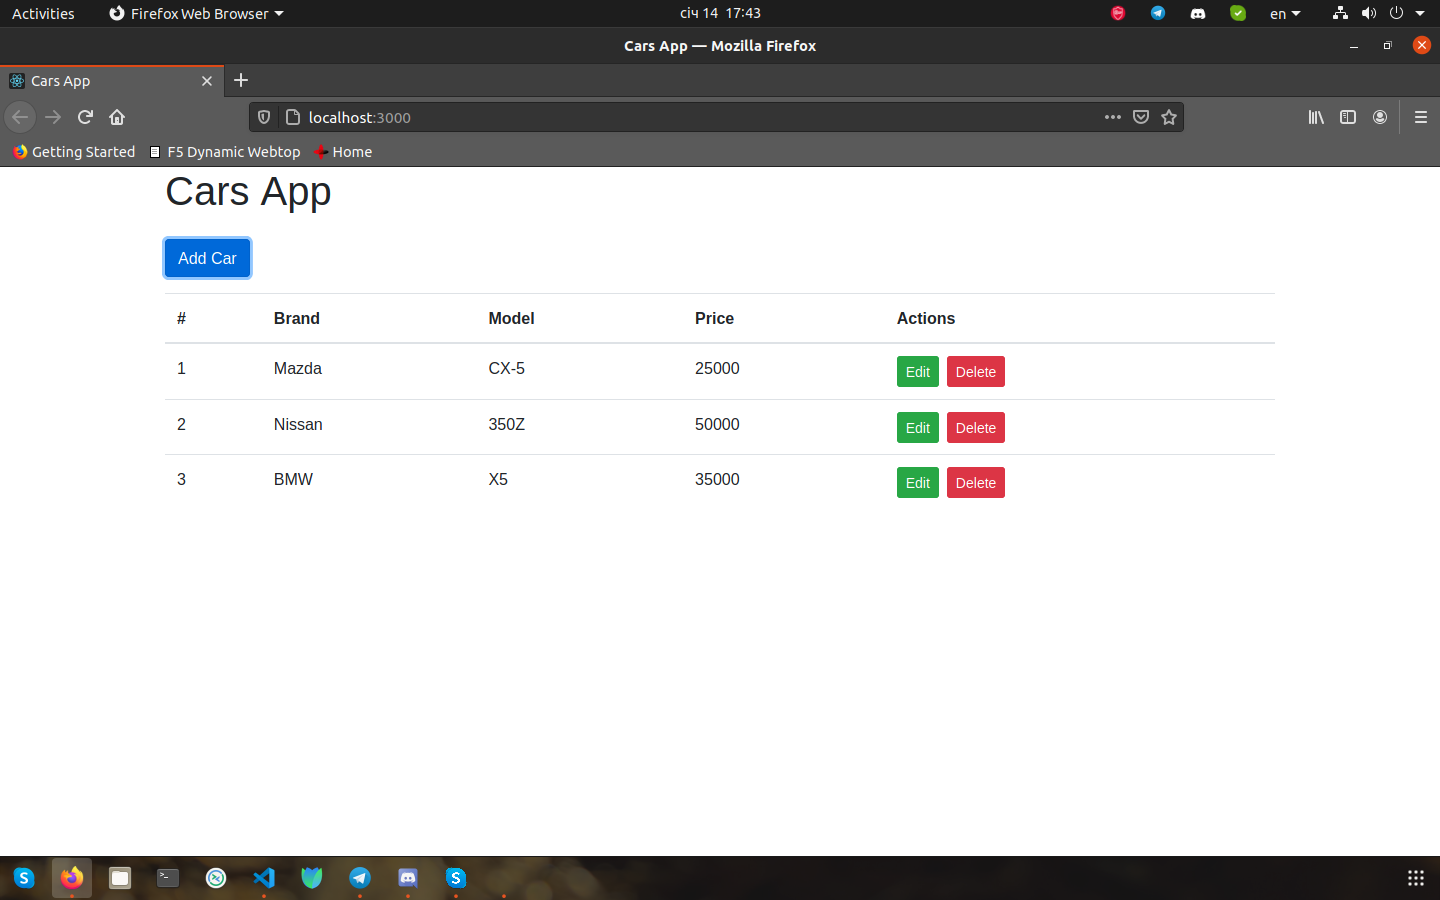 Activities Firefox Web Browser січ 14 17:43 en
Cars App — Mozilla Firefox
Cars App
localhost:3000
Getting Started F5 Dynamic Webtop Home
Cars App
Add Car
# Brand Model Price Actions
1 Mazda CX-5 25000 Edit Delete
2 Nissan 350Z 50000 Edit Delete
3 BMW X5 35000 Edit Delete